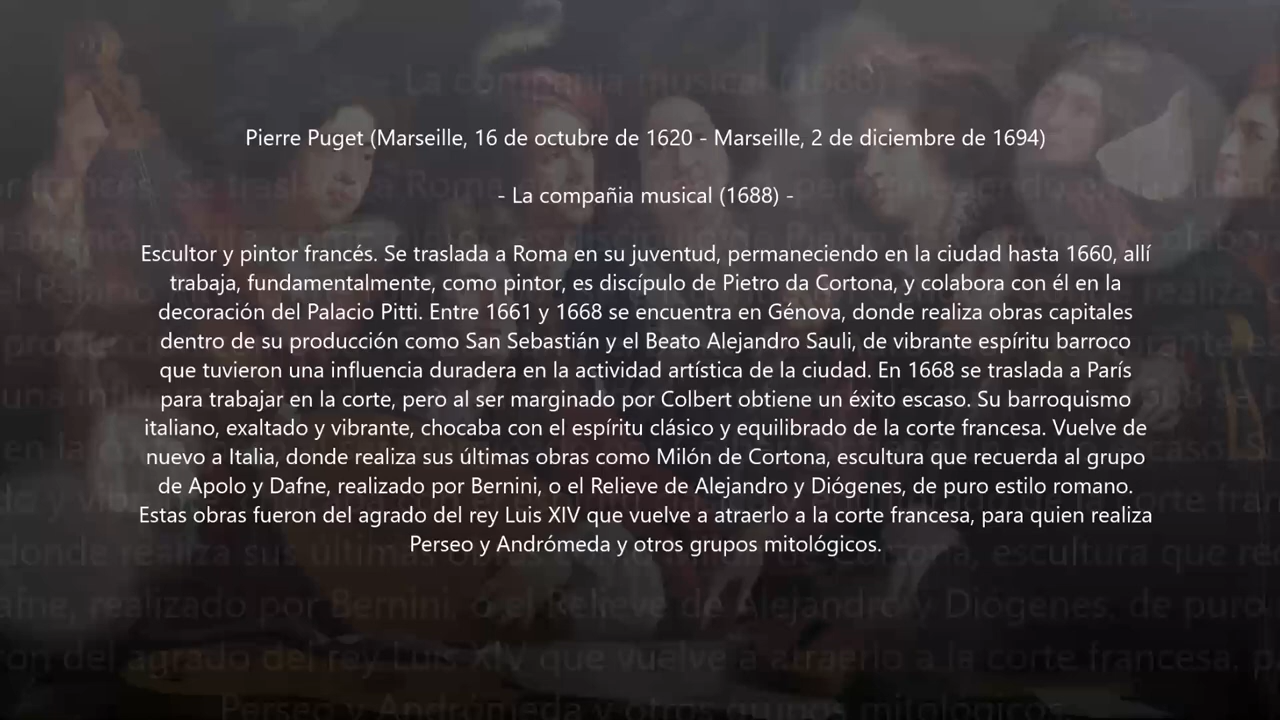 Pierre Puget (Marseille, 16 de octubre de 1620 - Marseille, 2 de diciembre de 1694)
- La compañia musical (1688) -
Escultor y pintor francés. Se traslada a Roma en su juventud, permaneciendo en la ciudad hasta 1660, allí
trabaja, fundamentalmente, como pintor, es discípulo de Pietro da Cortona, y colabora con él en la
decoración del Palacio Pitti. Entre 1661 y 1668 se encuentra en Génova, donde realiza obras capitales
dentro de su producción como San Sebastián y el Beato Alejandro Sauli, de vibrante espíritu barroco
que tuvieron una influencia duradera en la actividad artística de la ciudad. En 1668 se traslada a París
para trabajar en la corte, pero al ser marginado por Colbert obtiene un éxito escaso. Su barroquismo
italiano, exaltado y vibrante, chocaba con el espíritu clásico y equilibrado de la corte francesa. Vuelve de
nuevo a Italia, donde realiza sus últimas obras como Milón de Cortona, escultura que recuerda al grupo
de Apolo y Dafne, realizado por Bernini, o el Relieve de Alejandro y Diógenes, de puro estilo romano.
Estas obras fueron del agrado del rey Luis XIV que vuelve a atraerlo a la corte francesa, para quien realiza
Perseo y Andrómeda y otros grupos mitológicos.